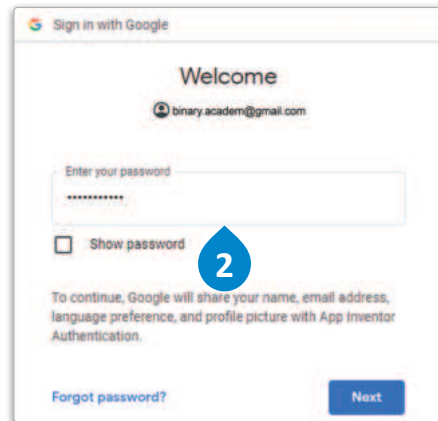 Sign in with Google
Welcome
binary.academ@gmail.com
Enter your password
•••••••••••
Show password
2
To continue, Google will share your name, email address,
language preference, and profile picture with App Inventor
Authentication.
Forgot password?
Next